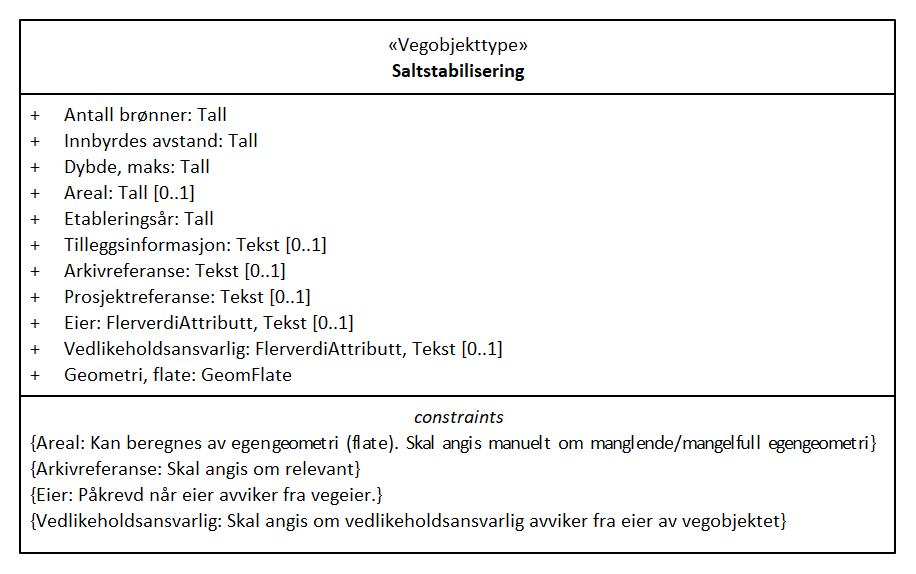 «Vegobjekttype»
Saltstabilisering
+ Antall brønner: Tall
+ Innbyrdes avstand: Tall
+ Dybde, maks: Tall
+ Areal: Tall [0..1]
+ Etableringsår: Tall
+ Tilleggsinformasjon: Tekst [0..1]
+ Arkivreferanse: Tekst [0..1]
+ Prosjektreferanse: Tekst [0..1]
+ Eier: FlerverdiAttributt, Tekst [0..1]
+ Vedlikeholdsansvarlig: FlerverdiAttributt, Tekst [0..1]
+ Geometri, flate: GeomFlate
constraints
{Areal: Kan beregnes av egengeometri (flate). Skal angis manuelt om manglende/mangelfull egengeometri}
{Arkivreferanse: Skal angis om relevant}
{Eier: Påkrevd når eier avviker fra vegeier.}
{Vedlikeholdsansvarlig: Skal angis om vedlikeholdsansvarlig avviker fra eier av vegobjektet}